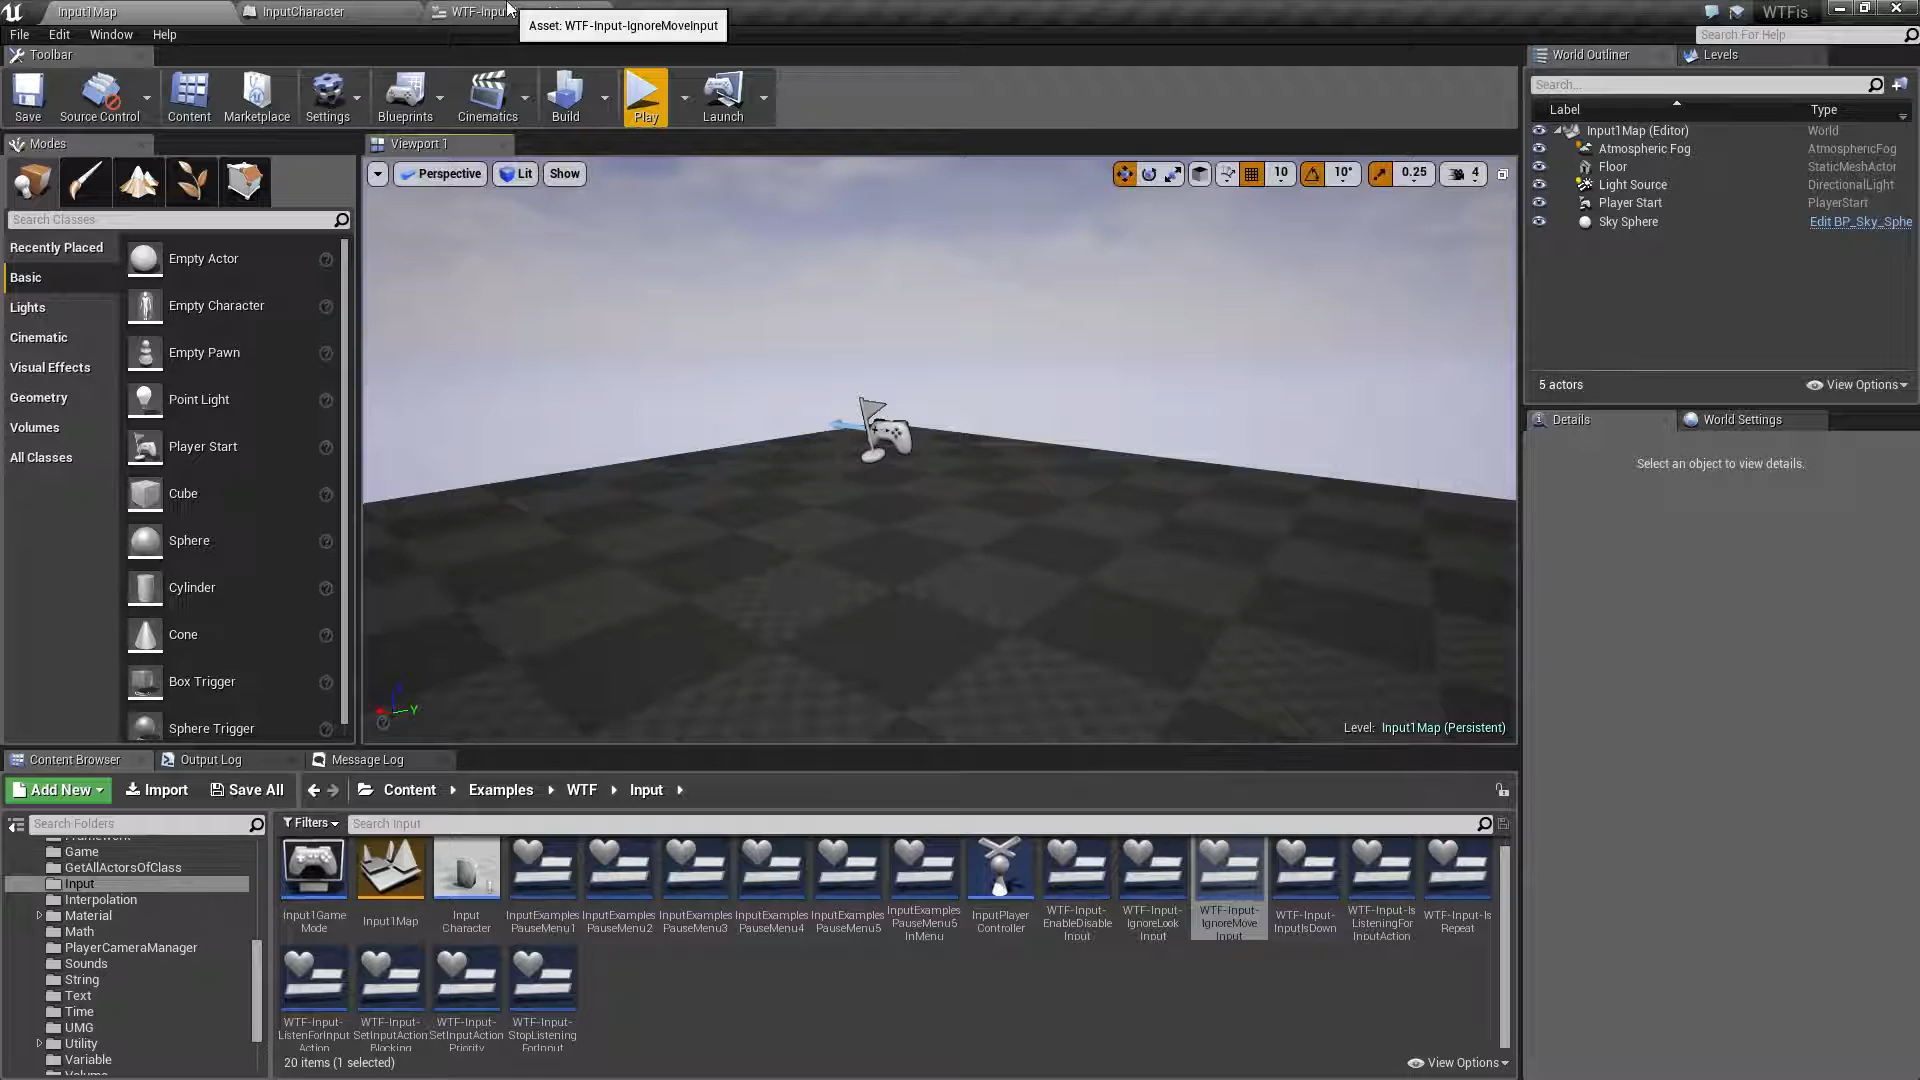 Input1Map
InputCharacter
WTF-Inpu
Asset: WTF-Input-IgnoreMoveInput
WTFis
File Edit Window Help
Search For Help
Toolbar
Save
Source Control
Content
Marketplace
Settings
Blueprints
Cinematics
Build
Play
Launch
World Outliner
Levels
Search...
Label
Type
Input1Map (Editor)
World
Atmospheric Fog
AtmosphericFog
Floor
StaticMeshActor
Light Source
DirectionalLight
Player Start
PlayerStart
Sky Sphere
Edit BP_Sky_Sphe
5 actors
View Options
Details
World Settings
Select an object to view details.
Modes
Search Classes
Recently Placed
Basic
Lights
Cinematic
Visual Effects
Geometry
Volumes
All Classes
Empty Actor
Empty Character
Empty Pawn
Point Light
Player Start
Cube
Sphere
Cylinder
Cone
Box Trigger
Sphere Trigger
Viewport 1
Perspective
Lit
Show
10
10°
0.25
4
Y
Level: Input1Map (Persistent)
Content Browser
Output Log
Message Log
Add New
Import
Save All
Content
Examples
WTF
Input
Search Folders
Filters
Search Input
Game
GetAllActorsOfClass
Input
Interpolation
Material
Math
PlayerCameraManager
Sounds
String
Text
Time
UMG
Utility
Variable
Input1Game
Mode
Input1Map
Input
Character
InputExamples
PauseMenu1
InputExamples
PauseMenu2
InputExamples
PauseMenu3
InputExamples
PauseMenu4
InputExamples
PauseMenu5
InputExamples
PauseMenu5
InMenu
InputPlayer
Controller
WTF-Input-
EnableDisable
Input
WTF-Input-
IgnoreLook
Input
WTF-Input-
IgnoreMove
Input
WTF-Input-
InputIsDown
WTF-Input-Is
ListeningFor
InputAction
WTF-Input-Is
Repeat
WTF-Input-
ListenForInput
Action
WTF-Input-
SetInputAction
Blocking
WTF-Input-
SetInputAction
Priority
WTF-Input-
StopListening
ForInput
20 items (1 selected)
View Options